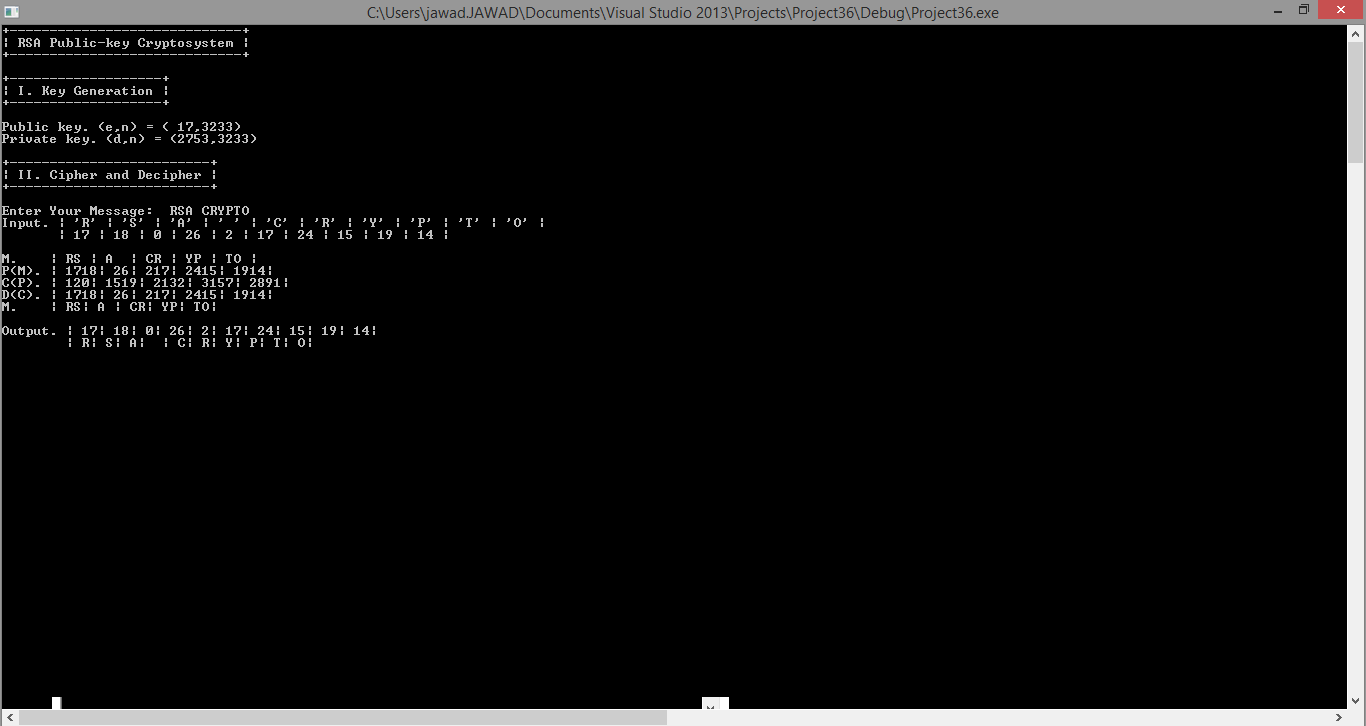 C:\Users\jawad.JAWAD\Documents\Visual Studio 2013\Projects\Project36\Debug\Project36.exe
+-----------------------------+
¦ RSA Public-key Cryptosystem ¦
+-----------------------------+
+-------------------+
¦ I. Key Generation ¦
+-------------------+
Public key. (e,n) = ( 17,3233)
Private key. (d,n) = (2753,3233)
+-------------------------+
¦ II. Cipher and Decipher ¦
+-------------------------+
Enter Your Message:  RSA CRYPTO
Input. ¦ 'R' ¦ 'S' ¦ 'A' ¦ ' ' ¦ 'C' ¦ 'R' ¦ 'Y' ¦ 'P' ¦ 'T' ¦ 'O' ¦
       ¦ 17 ¦ 18 ¦ 0 ¦ 26 ¦ 2 ¦ 17 ¦ 24 ¦ 15 ¦ 19 ¦ 14 ¦
M.    ¦ RS ¦ A  ¦ CR ¦ YP ¦ TO ¦
P(M). ¦ 1718¦ 26¦ 217¦ 2415¦ 1914¦
C(P). ¦ 120¦ 1519¦ 2132¦ 3157¦ 2891¦
D(C). ¦ 1718¦ 26¦ 217¦ 2415¦ 1914¦
M.    ¦ RS¦ A ¦ CR¦ YP¦ TO¦
Output. ¦ 17¦ 18¦ 0¦ 26¦ 2¦ 17¦ 24¦ 15¦ 19¦ 14¦
        ¦ R¦ S¦ A¦  ¦ C¦ R¦ Y¦ P¦ T¦ O¦